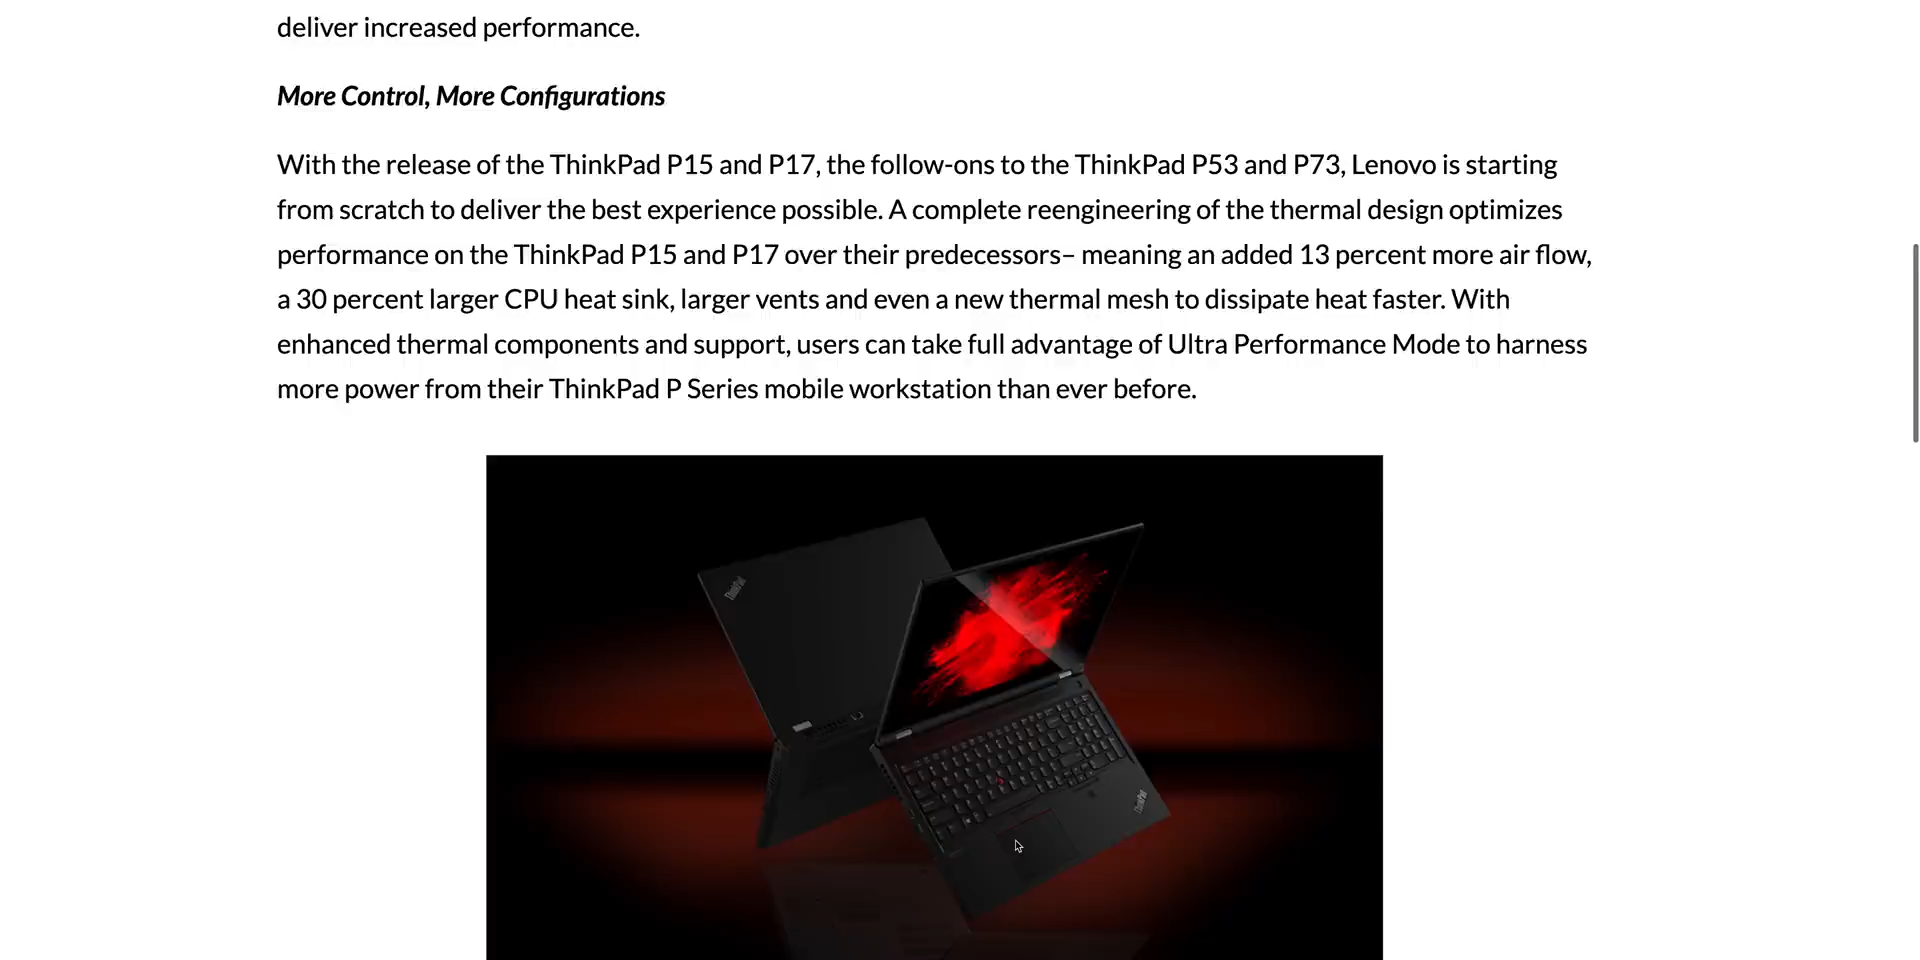 deliver increased performance.
More Control, More Configurations
With the release of the ThinkPad P15 and P17, the follow-ons to the ThinkPad P53 and P73, Lenovo is starting
from scratch to deliver the best experience possible. A complete reengineering of the thermal design optimizes
performance on the ThinkPad P15 and P17 over their predecessors– meaning an added 13 percent more air flow,
a 30 percent larger CPU heat sink, larger vents and even a new thermal mesh to dissipate heat faster. With
enhanced thermal components and support, users can take full advantage of Ultra Performance Mode to harness
more power from their ThinkPad P Series mobile workstation than ever before.
ThinkPad
ThinkPad